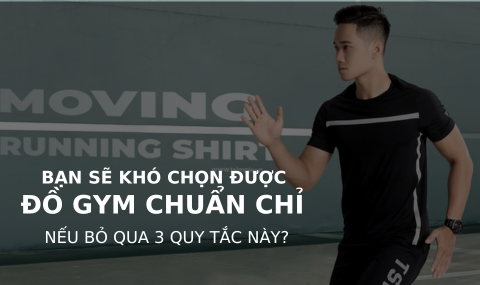 MOVING
RUNNING SHIRT
BẠN SẼ KHÓ CHỌN ĐƯỢC
ĐỒ GYM CHUẨN CHỈ
NẾU BỎ QUA 3 QUY TẮC NÀY?